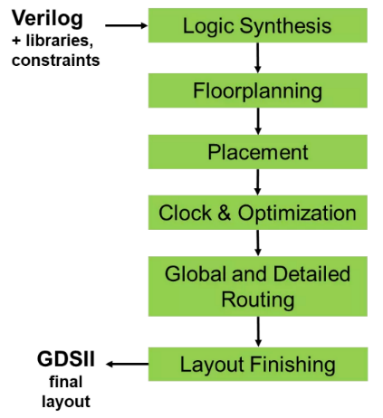 Verilog
+ libraries,
constraints
Logic Synthesis
Floorplanning
Placement
Clock & Optimization
Global and Detailed
Routing
Layout Finishing
GDSII
final
layout